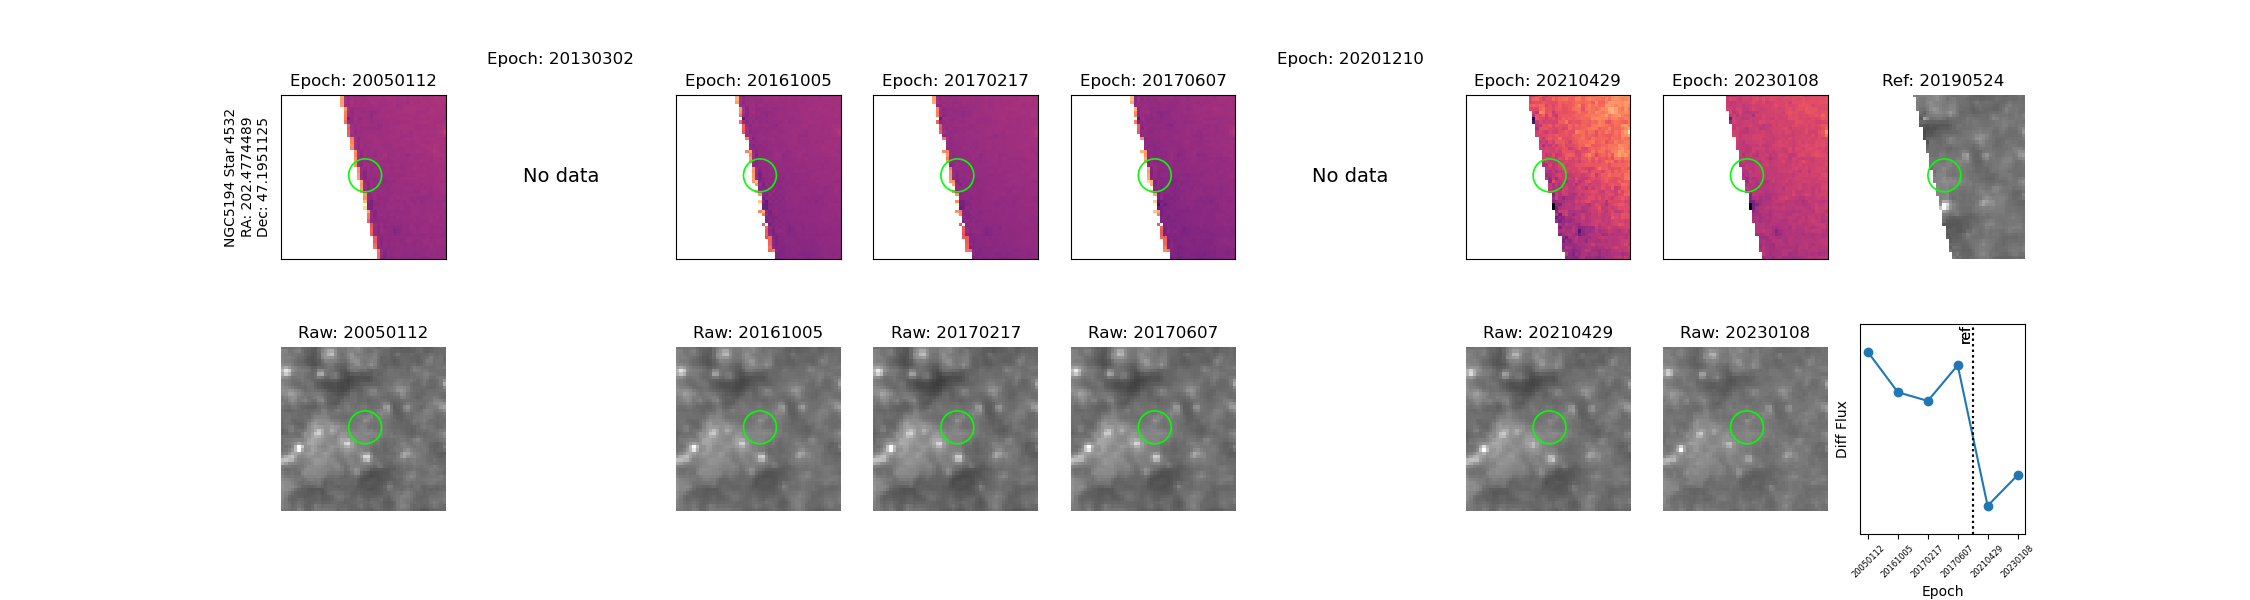 Epoch: 20130302
Epoch: 20201210
Epoch: 20050112
Epoch: 20161005
Epoch: 20170217
Epoch: 20170607
Epoch: 20210429
Epoch: 20230108
Ref: 20190524
NGC5194 Star 4532
RA: 202.4774489
Dec: 47.1951125
No data
No data
Raw: 20050112
Raw: 20161005
Raw: 20170217
Raw: 20170607
Raw: 20210429
Raw: 20230108
ref
Diff Flux
20050112
20161005
20170217
20170607
20210429
20230108
Epoch